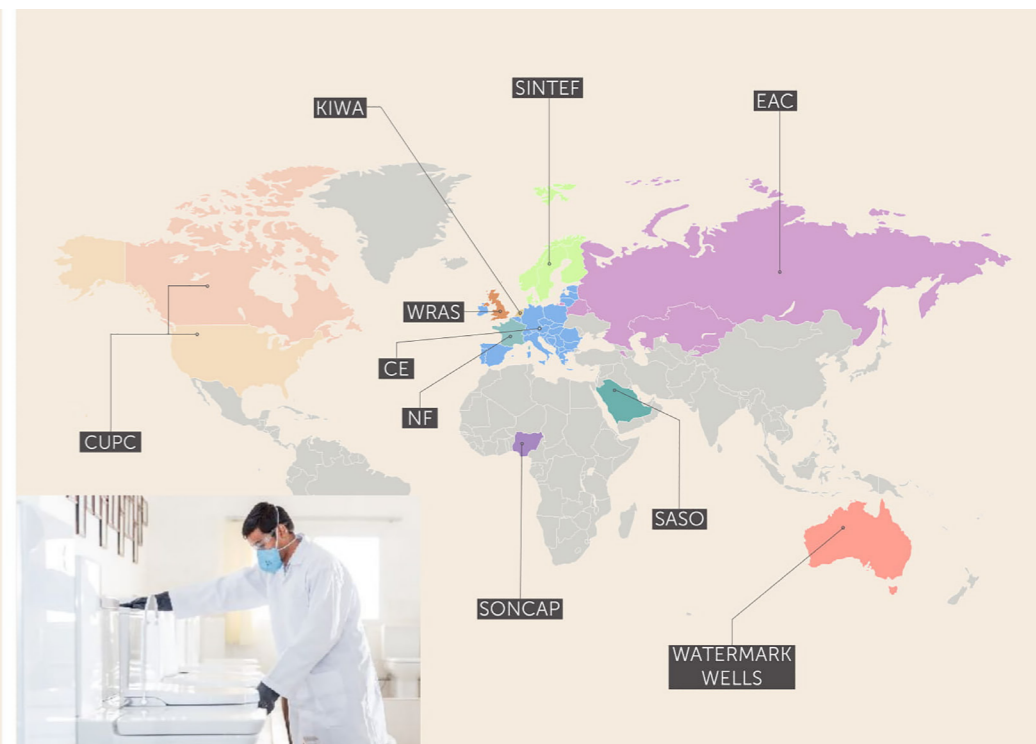 SINTEF
KIWA
EAC
WRAS
CE
NF
CUPC
SASO
SONCAP
WATERMARK
WELLS